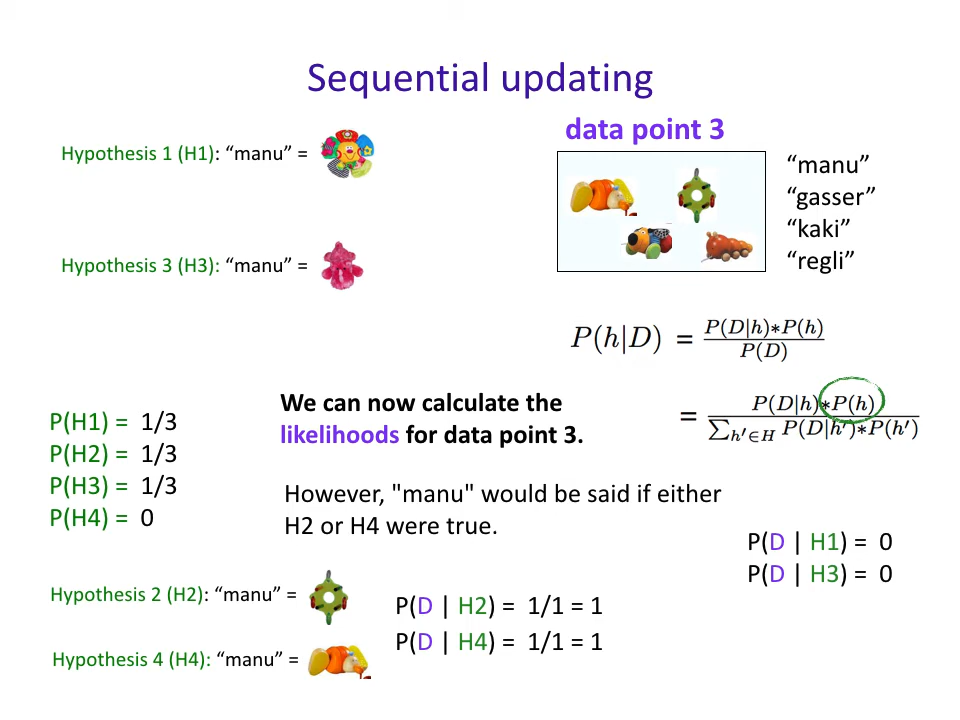 Sequential updating
data point 3
Hypothesis 1 (H1): “manu” =
“manu”
“gasser”
“kaki”
“regli”
Hypothesis 3 (H3): “manu” =
P(h|D) = P(D|h)∗P(h) / P(D)
= P(D|h)∗P(h) / ∑h′∈H P(D|h′)∗P(h′)
We can now calculate the
likelihoods for data point 3.
P(H1) = 1/3
P(H2) = 1/3
P(H3) = 1/3
P(H4) = 0
However, "manu" would be said if either
H2 or H4 were true.
P(D | H1) = 0
P(D | H3) = 0
Hypothesis 2 (H2): “manu” =
P(D | H2) = 1/1 = 1
P(D | H4) = 1/1 = 1
Hypothesis 4 (H4): “manu” =